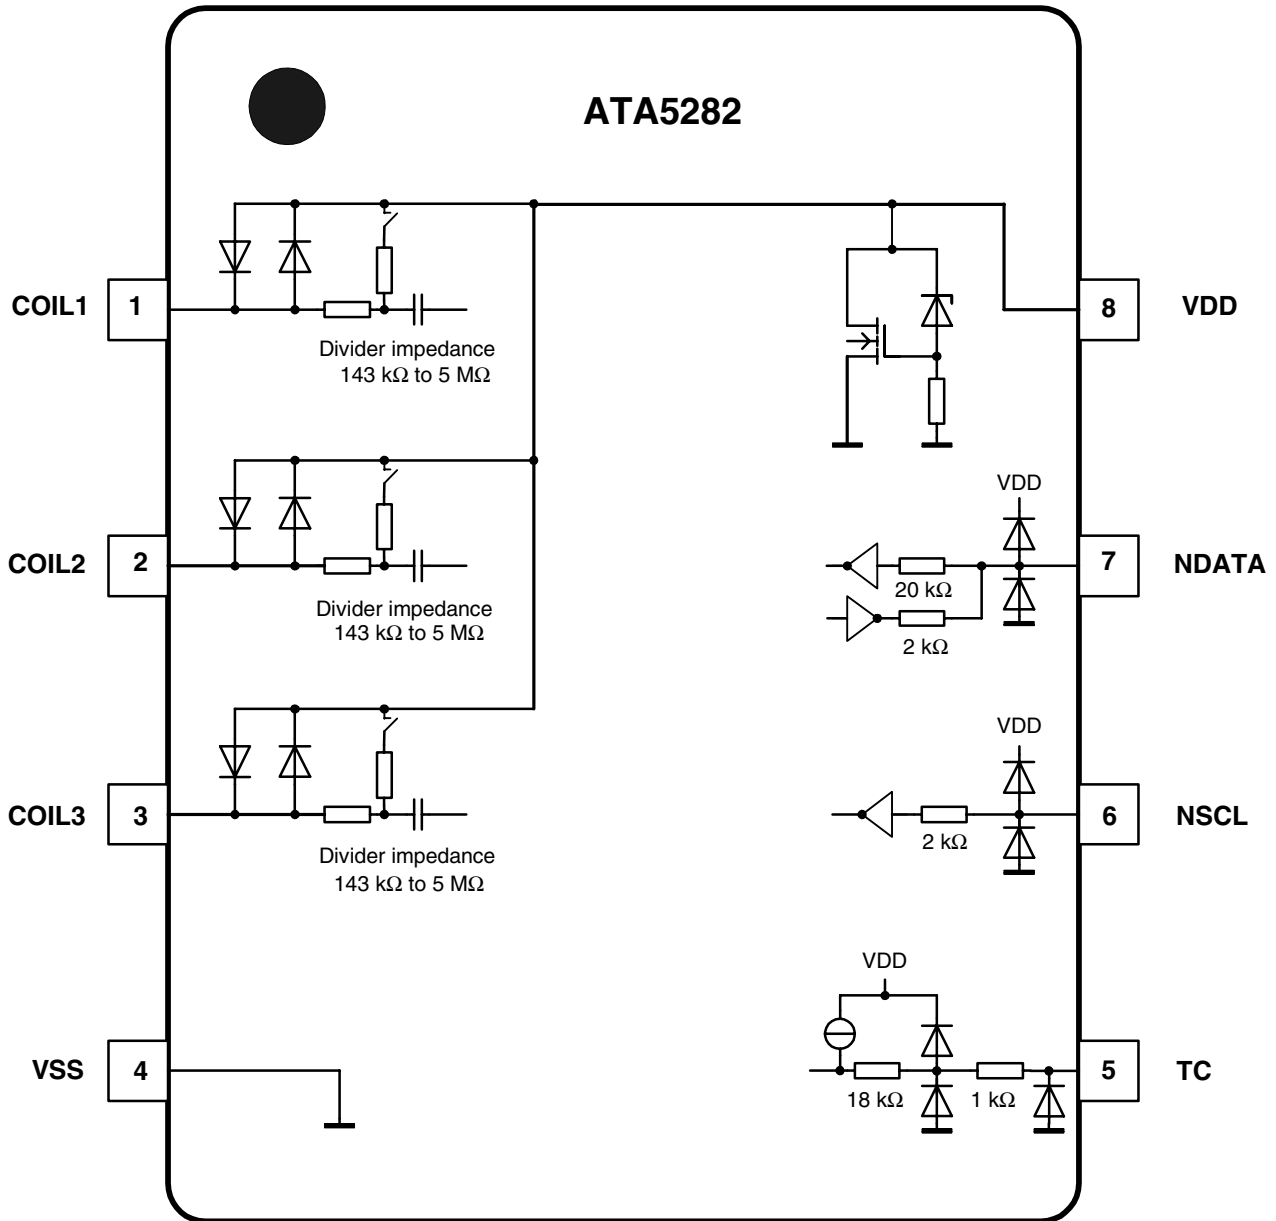 ATA5282
COIL1
1
Divider impedance
143 kΩ to 5 MΩ
COIL2
2
Divider impedance
143 kΩ to 5 MΩ
COIL3
3
Divider impedance
143 kΩ to 5 MΩ
VSS
4
8
VDD
VDD
7
NDATA
20 kΩ
2 kΩ
VDD
6
NSCL
2 kΩ
VDD
5
TC
18 kΩ
1 kΩ